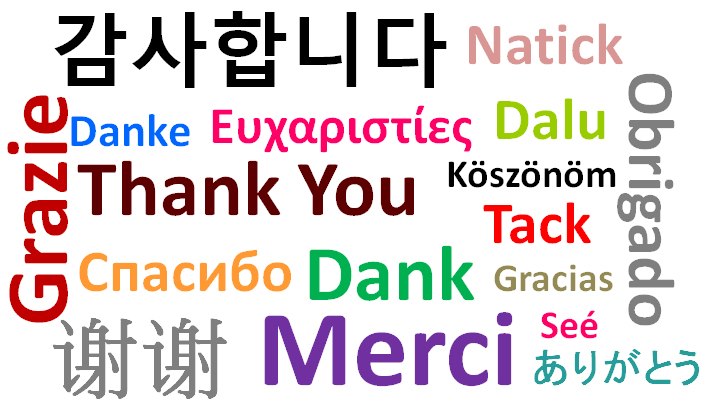 감사합니다
Natick
Grazie
Danke
Ευχαριστίες
Dalu
Obrigado
Thank You
Köszönöm
Tack
Спасибо
Dank
Gracias
谢谢
Merci
Seé
ありがとう